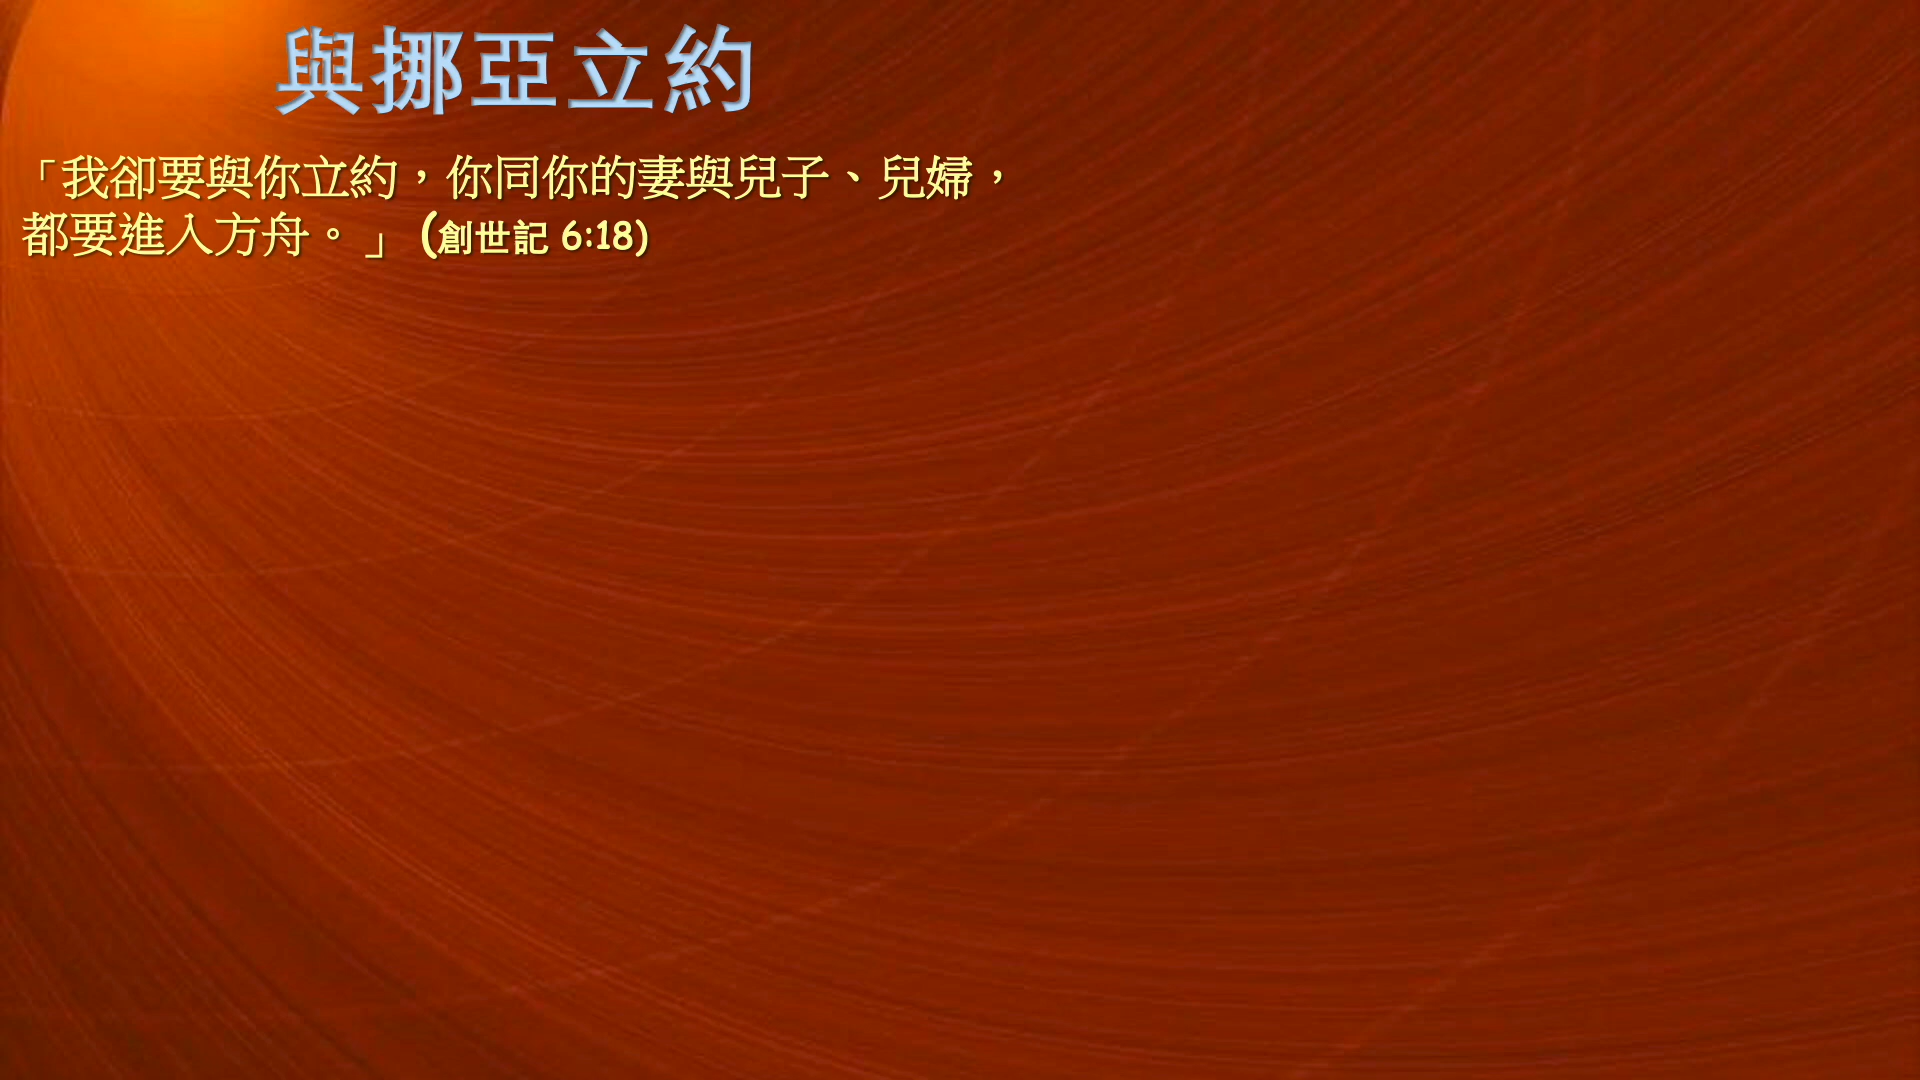 與挪亞立約
「我卻要與你立約，你同你的妻與兒子、兒婦，
都要進入方舟。」 (創世記 6:18)